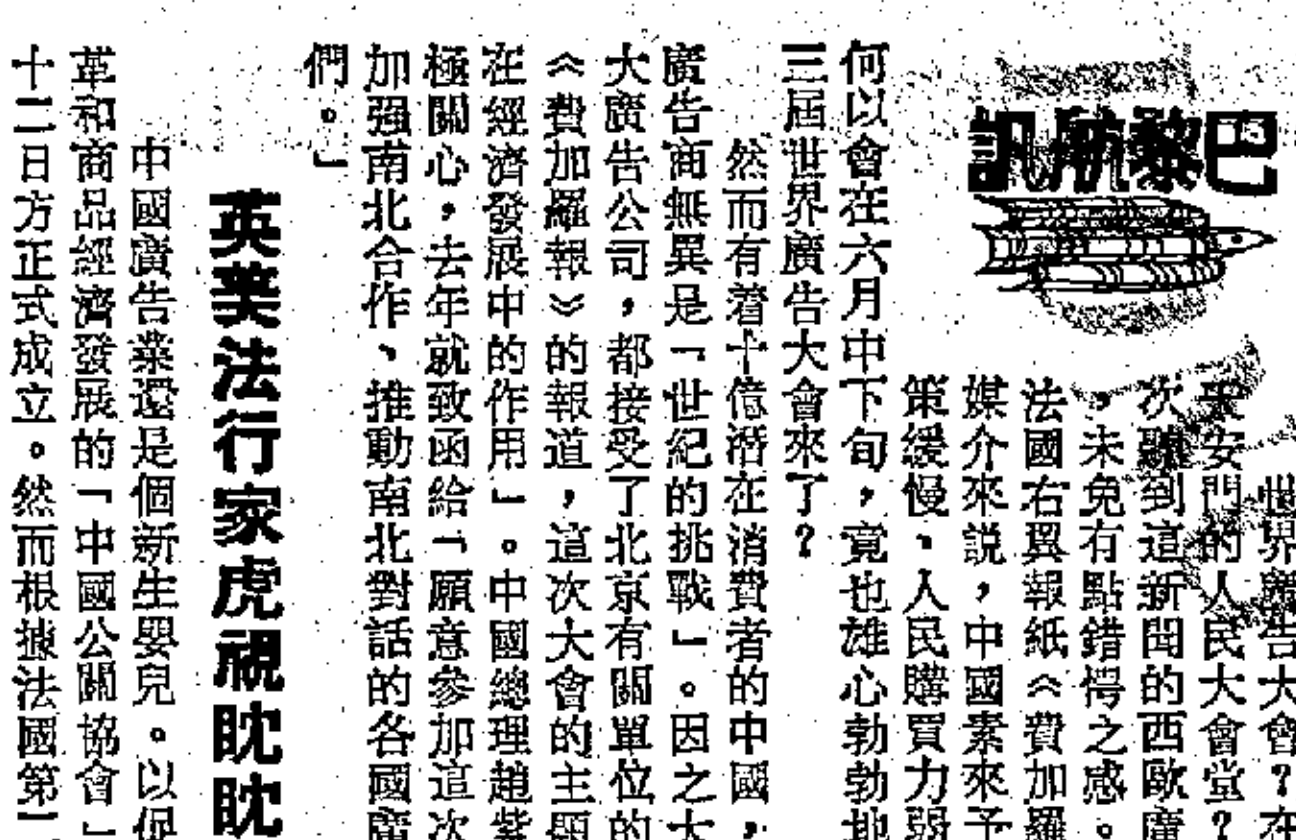 巴黎航訊
世界廣告大會？在
安門的人民大會堂？
次聽到這新聞的西歐廣
，未免有點錯愕之感。
法國右翼報紙《費加羅
媒介來説，中國素來予
策緩慢、人民購買力弱
何以會在六月中下旬，竟也雄心勃勃地
三屆世界廣告大會來了？
然而有着十億潛在消費者的中國，
廣告商無異是「世紀的挑戰」。因之大
大廣告公司，都接受了北京有關單位的
《費加羅報》的報道，這次大會的主題
在經濟發展中的作用」。中國總理趙紫
極關心，去年就致函給「願意參加這次
加强南北合作、推動南北對話的各國廣
們。」
英美法行家虎視眈眈
中國廣告業還是個新生嬰兒。以促
革和商品經濟發展的「中國公關協會」
十二日方正式成立。然而根據法國第一